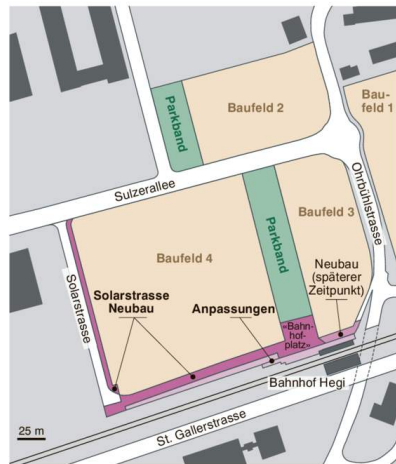 Baufeld 2
Bau-
feld 1
Parkband
Sulzerallee
Ohrbühlstrasse
Baufeld 3
Parkband
Baufeld 4
Solarstrasse
Solarstrasse
Neubau
Anpassungen
Neubau
(späterer
Zeitpunkt)
«Bahn-
hof-
platz»
Bahnhof Hegi
St. Gallerstrasse
25 m